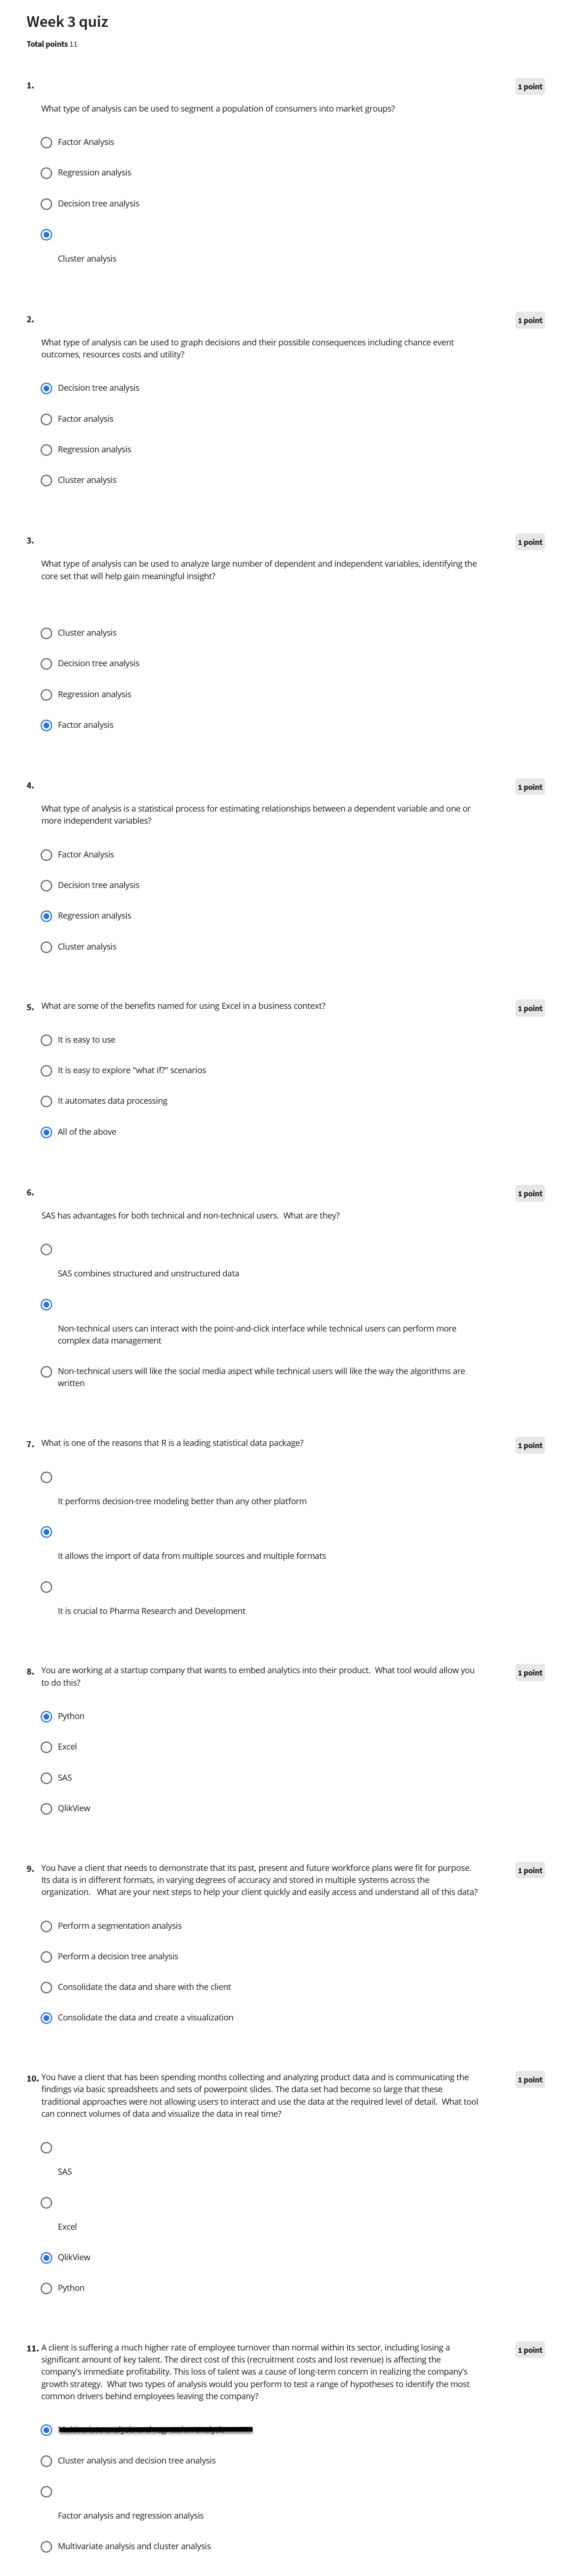 Week 3 quiz
Total points 11
1.
1 point
What type of analysis can be used to segment a population of consumers into market groups?
Factor Analysis
Regression analysis
Decision tree analysis
Cluster analysis
2.
1 point
What type of analysis can be used to graph decisions and their possible consequences including chance event
outcomes, resources costs and utility?
Decision tree analysis
Factor analysis
Regression analysis
Cluster analysis
3.
1 point
What type of analysis can be used to analyze large number of dependent and independent variables, identifying the
core set that will help gain meaningful insight?
Cluster analysis
Decision tree analysis
Regression analysis
Factor analysis
4.
1 point
What type of analysis is a statistical process for estimating relationships between a dependent variable and one or
more independent variables?
Factor Analysis
Decision tree analysis
Regression analysis
Cluster analysis
5. What are some of the benefits named for using Excel in a business context?
1 point
It is easy to use
It is easy to explore "what if?" scenarios
It automates data processing
All of the above
6.
1 point
SAS has advantages for both technical and non-technical users. What are they?
SAS combines structured and unstructured data
Non-technical users can interact with the point-and-click interface while technical users can perform more
complex data management
Non-technical users will like the social media aspect while technical users will like the way the algorithms are
written
7. What is one of the reasons that R is a leading statistical data package?
1 point
It performs decision-tree modeling better than any other platform
It allows the import of data from multiple sources and multiple formats
It is crucial to Pharma Research and Development
8. You are working at a startup company that wants to embed analytics into their product. What tool would allow you
1 point
to do this?
Python
Excel
SAS
QlikView
9. You have a client that needs to demonstrate that its past, present and future workforce plans were fit for purpose.
1 point
Its data is in different formats, in varying degrees of accuracy and stored in multiple systems across the
organization. What are your next steps to help your client quickly and easily access and understand all of this data?
Perform a segmentation analysis
Perform a decision tree analysis
Consolidate the data and share with the client
Consolidate the data and create a visualization
10. You have a client that has been spending months collecting and analyzing product data and is communicating the
1 point
findings via basic spreadsheets and sets of powerpoint slides. The data set had become so large that these
traditional approaches were not allowing users to interact and use the data at the required level of detail. What tool
can connect volumes of data and visualize the data in real time?
SAS
Excel
QlikView
Python
11. A client is suffering a much higher rate of employee turnover than normal within its sector, including losing a
1 point
significant amount of key talent. The direct cost of this (recruitment costs and lost revenue) is affecting the
company's immediate profitability. This loss of talent was a cause of long-term concern in realizing the company's
growth strategy. What two types of analysis would you perform to test a range of hypotheses to identify the most
common drivers behind employees leaving the company?
Cluster analysis and decision tree analysis
Factor analysis and regression analysis
Multivariate analysis and cluster analysis